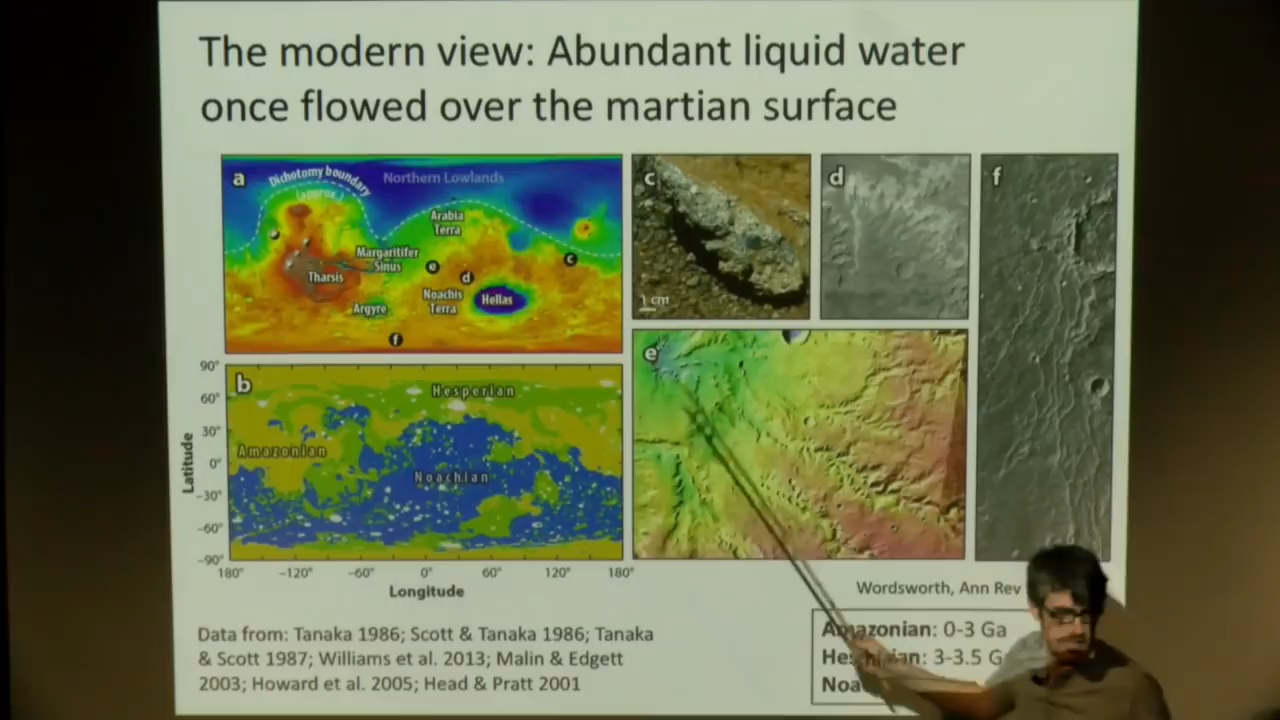 The modern view: Abundant liquid water
once flowed over the martian surface
a
Dichotomy boundary
(approx.)
Northern Lowlands
Arabia
Terra
Margaritifer
Sinus
e
c
d
Tharsis
Noachis
Terra
Hellas
Argyre
f
b
Hesperian
Amazonian
Noachian
90°
60°
30°
0°
-30°
-60°
-90°
Latitude
180°
-120°
-60°
0°
60°
120°
180°
Longitude
c
1 cm
d
e
f
Wordsworth, Ann Rev
Data from: Tanaka 1986; Scott & Tanaka 1986; Tanaka
& Scott 1987; Williams et al. 2013; Malin & Edgett
2003; Howard et al. 2005; Head & Pratt 2001
Amazonian: 0-3 Ga
3-3.5